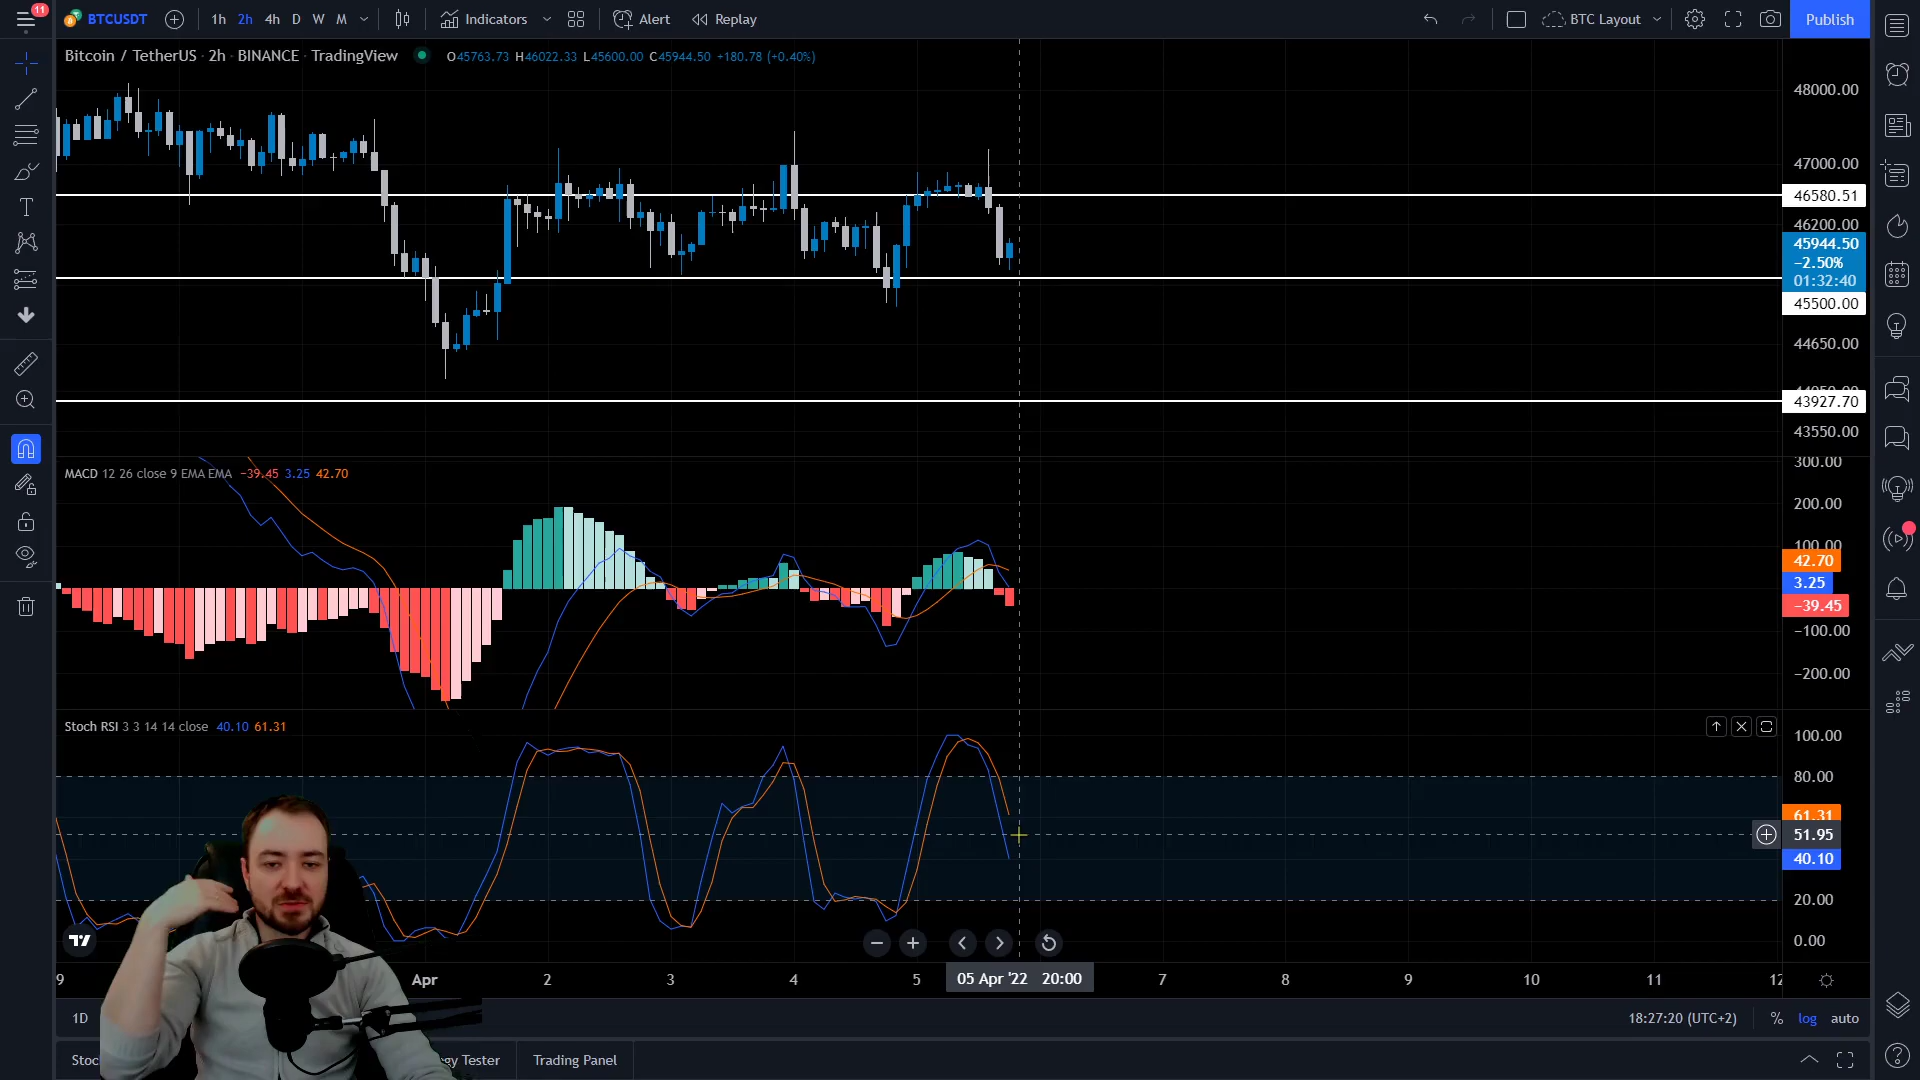 11
BTCUSDT
1h 2h 4h D W M
Indicators
Alert
Replay
BTC Layout
Publish
Bitcoin / TetherUS · 2h · BINANCE · TradingView
O45763.73 H46022.33 L45600.00 C45944.50 +180.78 (+0.40%)
48000.00
47000.00
46580.51
46200.00
45944.50
−2.50%
01:32:40
45500.00
44650.00
43927.70
43550.00
MACD 12 26 close 9 EMA EMA −39.45 3.25 42.70
300.00
200.00
100.00
42.70
3.25
−39.45
−100.00
−200.00
Stoch RSI 3 3 14 14 close 40.10 61.31
100.00
80.00
61.31
51.95
40.10
20.00
0.00
9 Apr 2 3 4 5 05 Apr '22 20:00 7 8 9 10 11 12
1D
18:27:20 (UTC+2)
% log auto
Stoc
gy Tester
Trading Panel